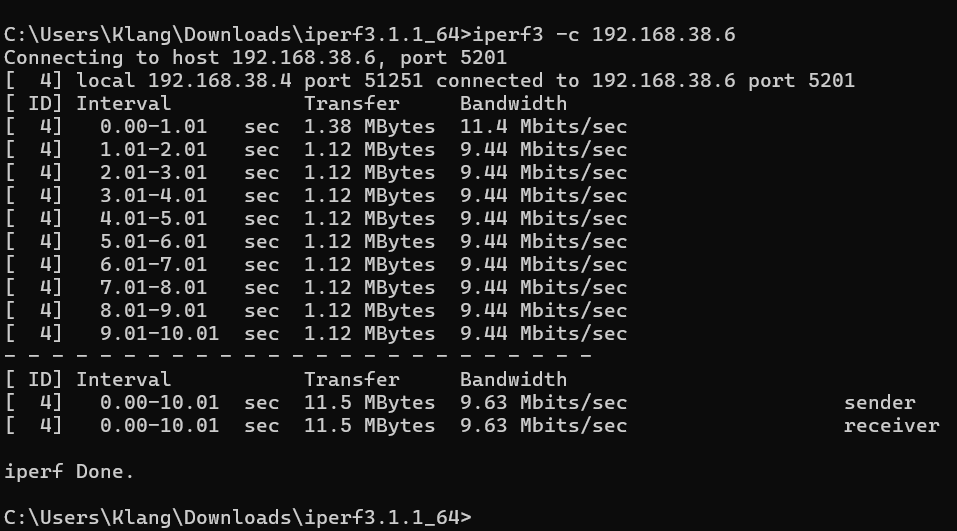 C:\Users\Klang\Downloads\iperf3.1.1_64>iperf3 -c 192.168.38.6
Connecting to host 192.168.38.6, port 5201
[  4] local 192.168.38.4 port 51251 connected to 192.168.38.6 port 5201
[ ID] Interval           Transfer     Bandwidth
[  4]   0.00-1.01   sec  1.38 MBytes  11.4 Mbits/sec
[  4]   1.01-2.01   sec  1.12 MBytes  9.44 Mbits/sec
[  4]   2.01-3.01   sec  1.12 MBytes  9.44 Mbits/sec
[  4]   3.01-4.01   sec  1.12 MBytes  9.44 Mbits/sec
[  4]   4.01-5.01   sec  1.12 MBytes  9.44 Mbits/sec
[  4]   5.01-6.01   sec  1.12 MBytes  9.44 Mbits/sec
[  4]   6.01-7.01   sec  1.12 MBytes  9.44 Mbits/sec
[  4]   7.01-8.01   sec  1.12 MBytes  9.44 Mbits/sec
[  4]   8.01-9.01   sec  1.12 MBytes  9.44 Mbits/sec
[  4]   9.01-10.01  sec  1.12 MBytes  9.44 Mbits/sec
- - - - - - - - - - - - - - - - - - - - - - - - -
[ ID] Interval           Transfer     Bandwidth
[  4]   0.00-10.01  sec  11.5 MBytes  9.63 Mbits/sec                  sender
[  4]   0.00-10.01  sec  11.5 MBytes  9.63 Mbits/sec                  receiver
iperf Done.
C:\Users\Klang\Downloads\iperf3.1.1_64>